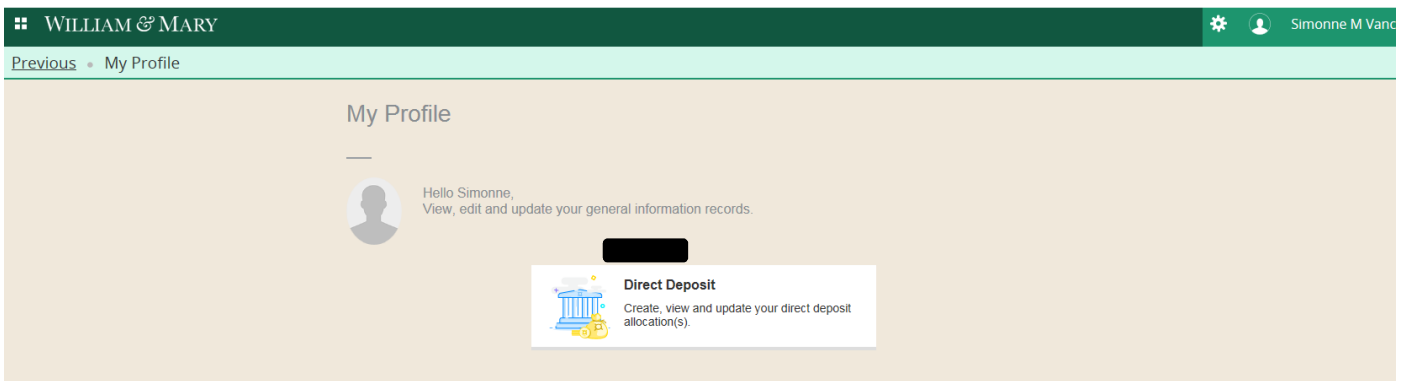 WILLIAM & MARY
Simonne M Vanc
Previous • My Profile
My Profile
Hello Simonne,
View, edit and update your general information records.
Direct Deposit
Create, view and update your direct deposit
allocation(s).